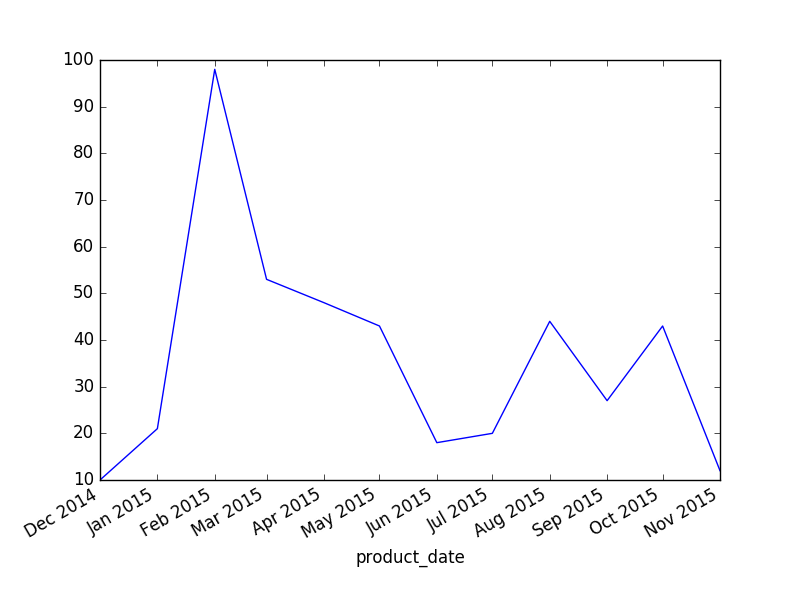 100
90
80
70
60
50
40
30
20
10
Dec 2014
Jan 2015
Feb 2015
Mar 2015
Apr 2015
May 2015
Jun 2015
Jul 2015
Aug 2015
Sep 2015
Oct 2015
Nov 2015
product_date